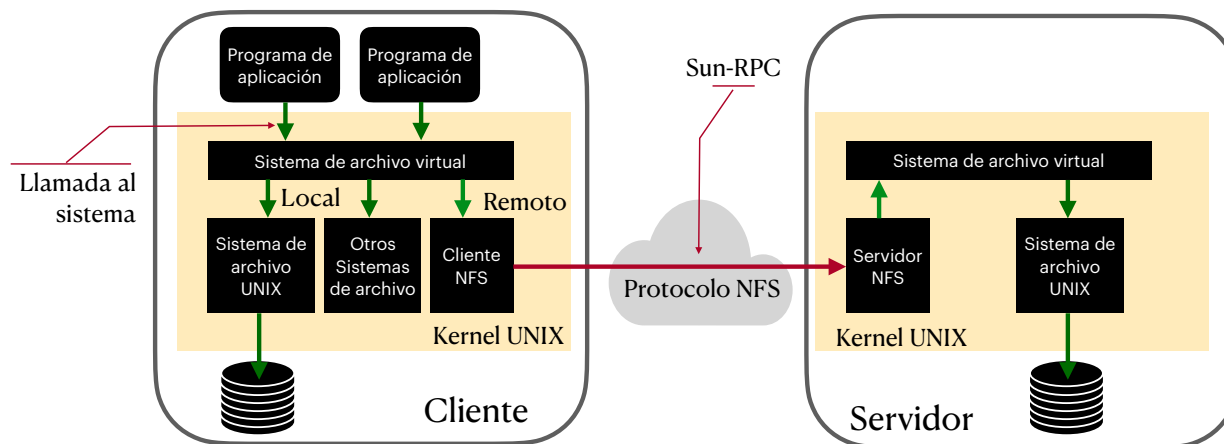 Programa de
aplicación
Programa de
aplicación
Sun-RPC
Llamada al
sistema
Sistema de archivo virtual
Local
Remoto
Sistema de
archivo
UNIX
Otros
Sistemas
de archivo
Cliente
NFS
Kernel UNIX
Cliente
Protocolo NFS
Sistema de archivo virtual
Servidor
NFS
Sistema de
archivo
UNIX
Kernel UNIX
Servidor